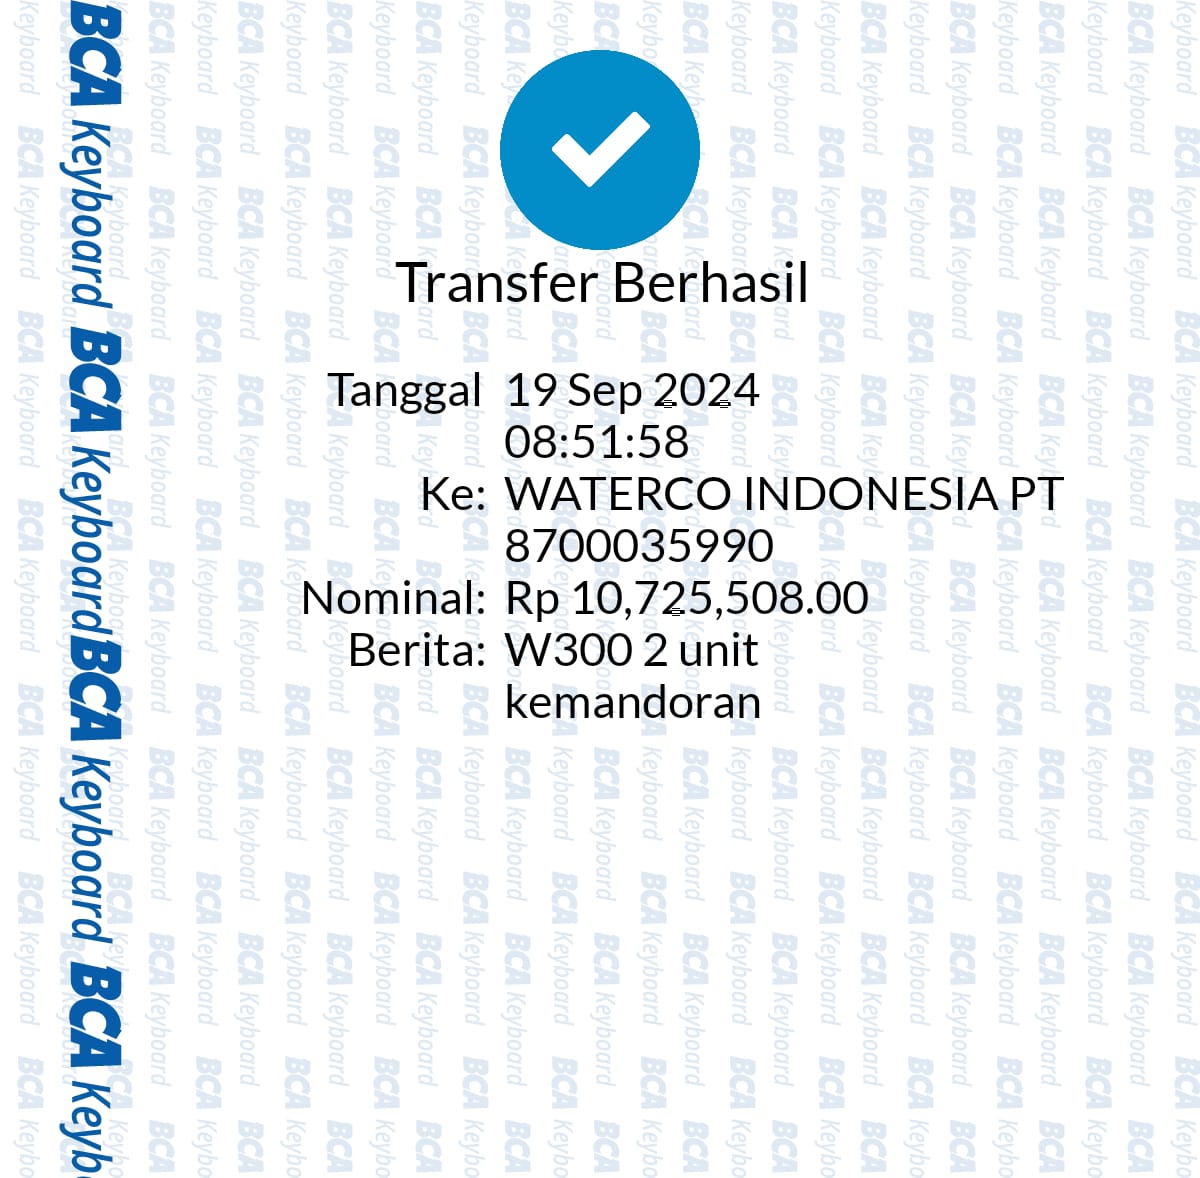 BCA Keyboard BCA Keyboard BCA Keyboard BCA Keyb
Transfer Berhasil
Tanggal 19 Sep 2024
08:51:58
Ke: WATERCO INDONESIA PT
8700035990
Nominal: Rp 10,725,508.00
Berita: W300 2 unit
kemandoran